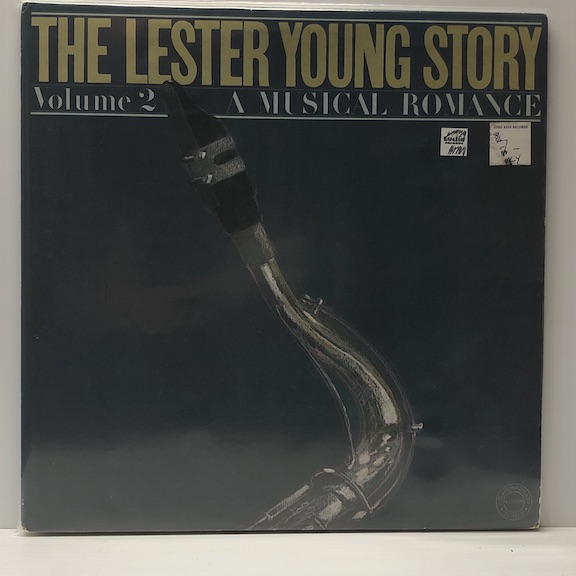 THE LESTER YOUNG STORY
Volume 2 A MUSICAL ROMANCE